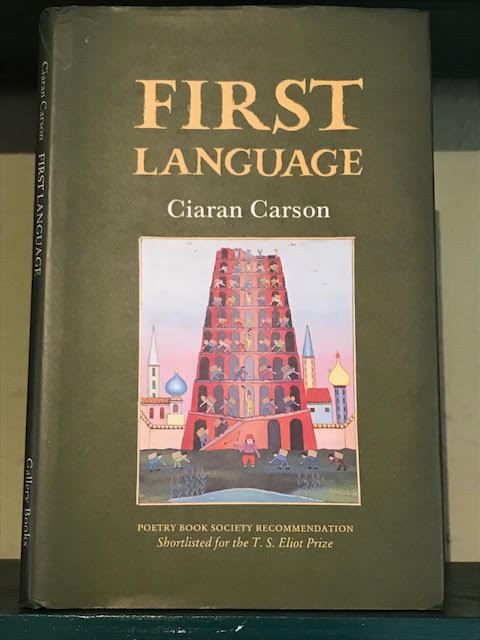 FIRST
LANGUAGE
Ciaran Carson
POETRY BOOK SOCIETY RECOMMENDATION
Shortlisted for the T. S. Eliot Prize
Ciaran Carson FIRST LANGUAGE Gallery Books